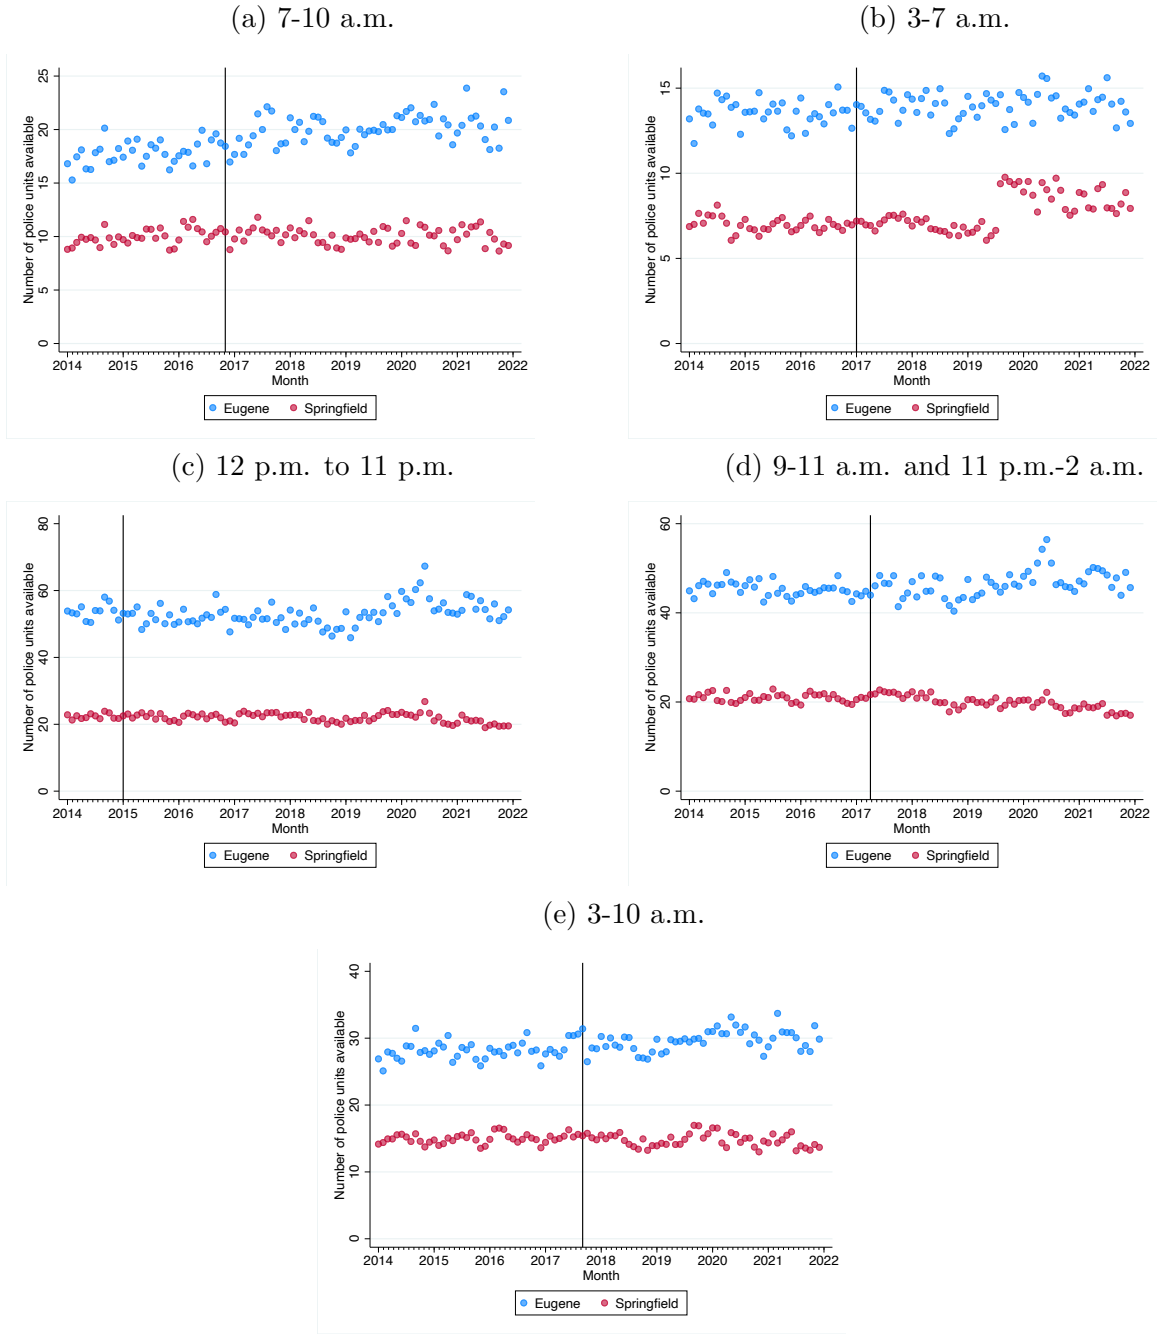 (a) 7-10 a.m.
Number of police units available
25
20
15
10
5
0
2014 2015 2016 2017 2018 2019 2020 2021 2022
Month
Eugene Springfield
(b) 3-7 a.m.
Number of police units available
15
10
5
0
2014 2015 2016 2017 2018 2019 2020 2021 2022
Month
Eugene Springfield
(c) 12 p.m. to 11 p.m.
Number of police units available
80
60
40
20
0
2014 2015 2016 2017 2018 2019 2020 2021 2022
Month
Eugene Springfield
(d) 9-11 a.m. and 11 p.m.-2 a.m.
Number of police units available
60
40
20
0
2014 2015 2016 2017 2018 2019 2020 2021 2022
Month
Eugene Springfield
(e) 3-10 a.m.
Number of police units available
40
30
20
10
0
2014 2015 2016 2017 2018 2019 2020 2021 2022
Month
Eugene Springfield